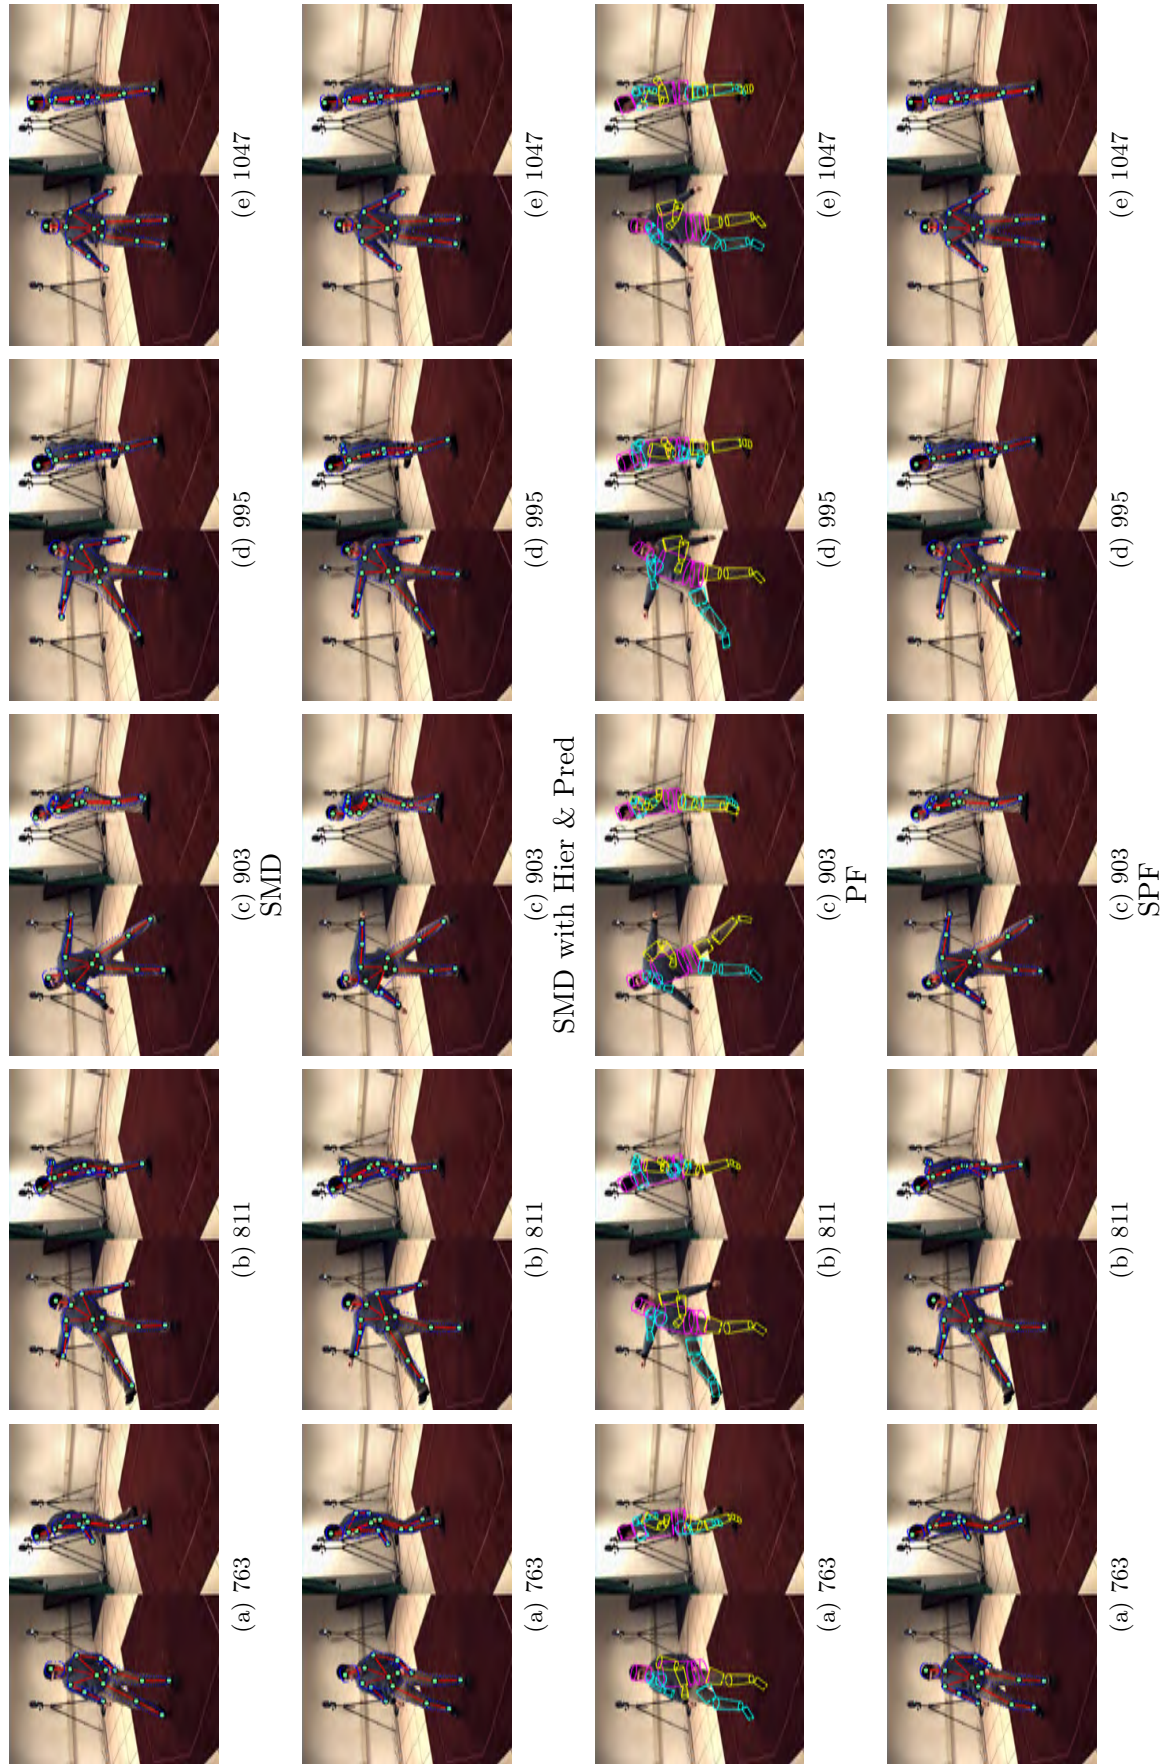 (a) 763 (b) 811 (c) 903 (d) 995 (e) 1047
SMD
(a) 763 (b) 811 (c) 903 (d) 995 (e) 1047
SMD with Hier & Pred
(a) 763 (b) 811 (c) 903 (d) 995 (e) 1047
PF
(a) 763 (b) 811 (c) 903 (d) 995 (e) 1047
SPF